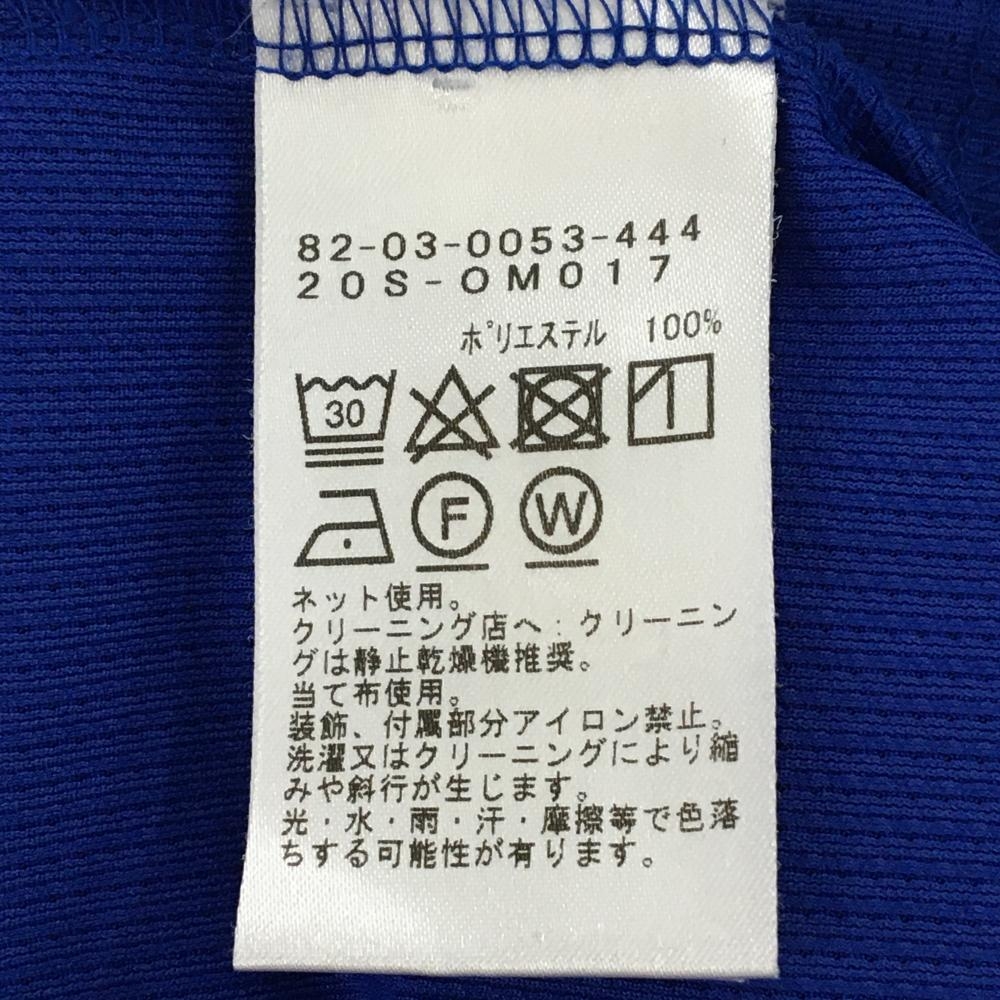 82-03-0053-444
20S-OM017
ポリエステル 100%
30
F
W
ネット使用。
クリーニング店へ:クリーニン
グは静止乾燥機推奨。
当て布使用。
装飾、付属部分アイロン禁止。
洗濯又はクリーニングにより縮
みや斜行が生じます。
光・水・雨・汗・摩擦等で色落
ちする可能性が有ります。